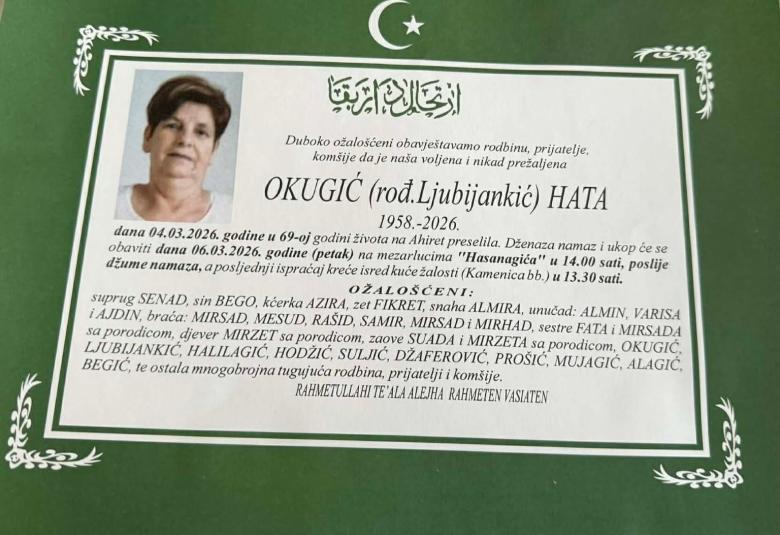 ارتحال دار بقا
Duboko ožalošćeni obavještavamo rodbinu, prijatelje,
komšije da je naša voljena i nikad prežaljena
OKUGIĆ (rođ.Ljubijankić) HATA
1958.-2026.
dana 04.03.2026. godine u 69-oj godini života na Ahiret preselila. Dženaza namaz i ukop će se
obaviti dana 06.03.2026. godine (petak) na mezarlucima "Hasanagića" u 14.00 sati, poslije
džume namaza, a posljednji ispraćaj kreće ispred kuće žalosti (Kamenica bb.) u 13.30 sati.
OŽALOŠĆENI:
suprug SENAD, sin BEGO, kćerka AZIRA, zet FIKRET, snaha ALMIRA, unučad: ALMIN, VARISA
i AJDIN, braća: MIRSAD, MESUD, RAŠID, SAMIR, MIRSAD i MIRHAD, sestre FATA i MIRSADA
sa porodicom, djever MIRZET sa porodicom, zaove SUADA i MIRZETA sa porodicom, OKUGIĆ,
LJUBIJANKIĆ, HALILAGIĆ, HODŽIĆ, SULJIĆ, DŽAFEROVIĆ, PROŠIĆ, MUJAGIĆ, ALAGIĆ,
BEGIĆ, te ostala mnogobrojna tugujuća rodbina, prijatelji i komšije.
RAHMETULLAHI TE'ALA ALEJHA RAHMETEN VASIATEN